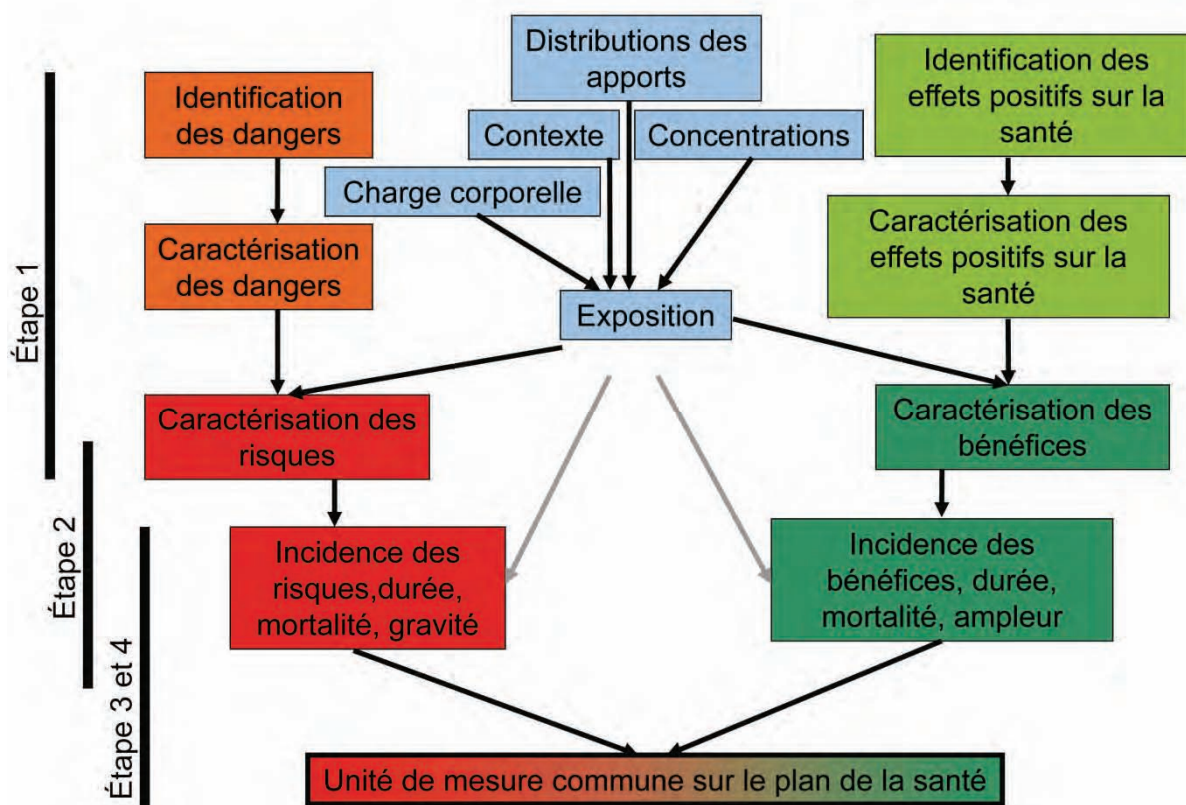 Distributions des
apports
Identification des
effets positifs sur la
santé
Identification
des dangers
Contexte
Concentrations
Charge corporelle
Caractérisation des
effets positifs sur la
santé
Caractérisation
des dangers
Exposition
Étape 1
Caractérisation des
risques
Caractérisation des
bénéfices
Étape 2
Incidence des
risques,durée,
mortalité, gravité
Incidence des
bénéfices, durée,
mortalité, ampleur
Étape 3 et 4
Unité de mesure commune sur le plan de la santé